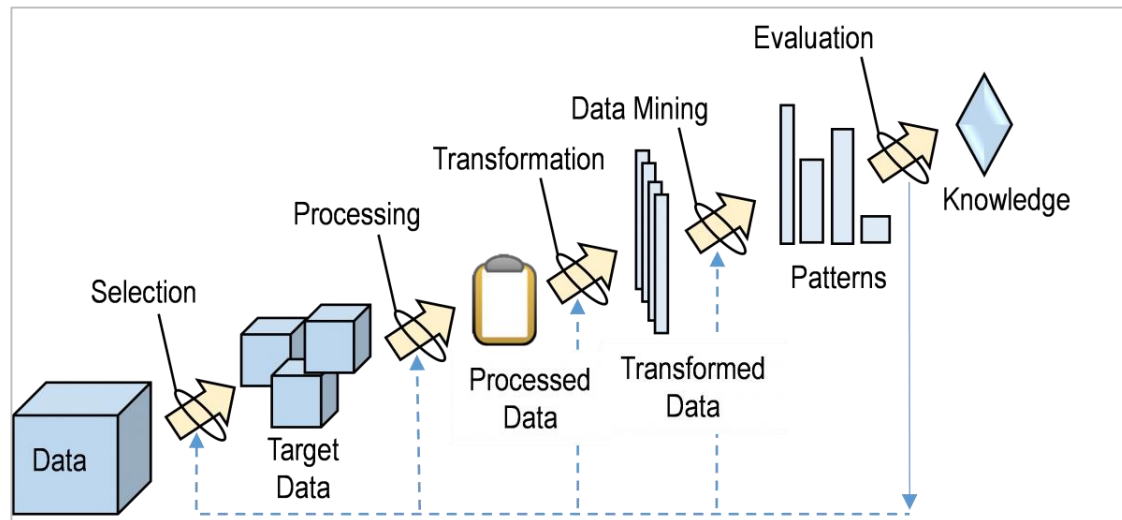 Evaluation
Data Mining
Transformation
Knowledge
Processing
Patterns
Selection
Processed
Data
Transformed
Data
Data
Target
Data